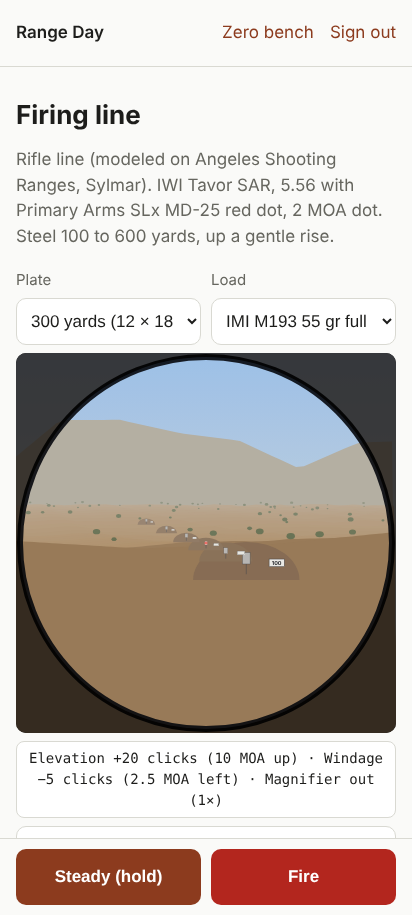 Range Day
Zero bench
Sign out
Firing line
Rifle line (modeled on Angeles Shooting
Ranges, Sylmar). IWI Tavor SAR, 5.56 with
Primary Arms SLx MD-25 red dot, 2 MOA dot.
Steel 100 to 600 yards, up a gentle rise.
Plate
Load
300 yards (12 × 18
IMI M193 55 gr full
100
Elevation +20 clicks (10 MOA up) · Windage
−5 clicks (2.5 MOA left) · Magnifier out
(1×)
Steady (hold)
Fire